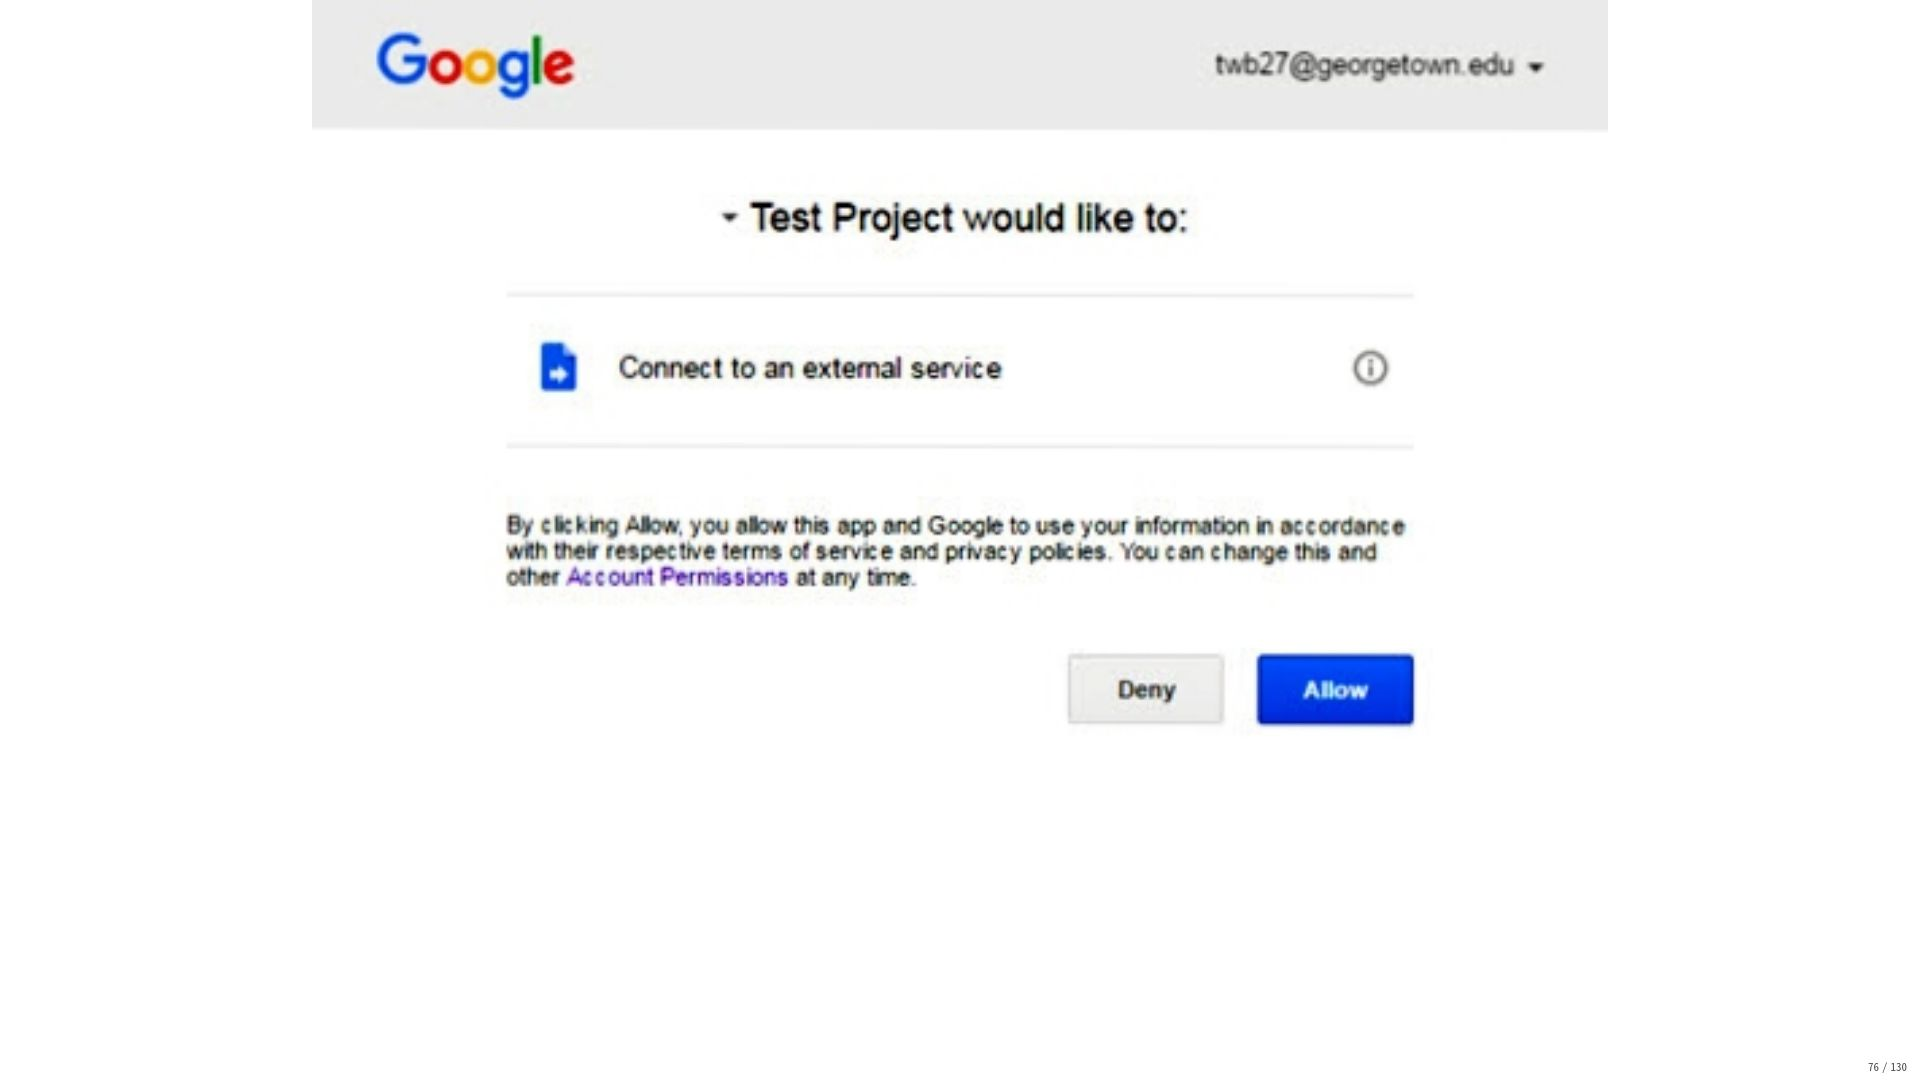 Google
twb27@georgetown.edu
Test Project would like to:
Connect to an external service
By clicking Allow, you allow this app and Google to use your information in accordance
with their respective terms of service and privacy policies. You can change this and
other Account Permissions at any time.
Deny
Allow
76 / 130